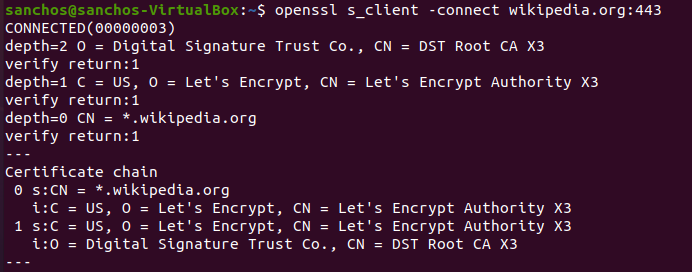 sanchos@sanchos-VirtualBox:~$ openssl s_client -connect wikipedia.org:443
CONNECTED(00000003)
depth=2 O = Digital Signature Trust Co., CN = DST Root CA X3
verify return:1
depth=1 C = US, O = Let's Encrypt, CN = Let's Encrypt Authority X3
verify return:1
depth=0 CN = *.wikipedia.org
verify return:1
---
Certificate chain
 0 s:CN = *.wikipedia.org
   i:C = US, O = Let's Encrypt, CN = Let's Encrypt Authority X3
 1 s:C = US, O = Let's Encrypt, CN = Let's Encrypt Authority X3
   i:O = Digital Signature Trust Co., CN = DST Root CA X3
---